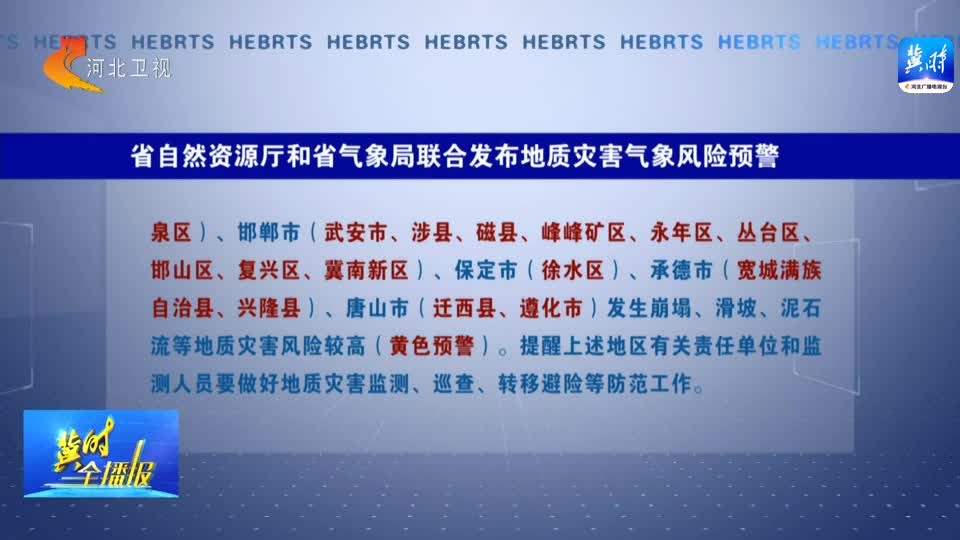 HEBRTS HEBRTS HEBRTS HEBRTS HEBRTS HEBRTS HEBRTS HEBRTS HEBRTS
河北卫视
冀时
河北广播电视台
省自然资源厅和省气象局联合发布地质灾害气象风险预警
泉区）、邯郸市（武安市、涉县、磁县、峰峰矿区、永年区、丛台区、
邯山区、复兴区、冀南新区）、保定市（徐水区）、承德市（宽城满族
自治县、兴隆县）、唐山市（迁西县、遵化市）发生崩塌、滑坡、泥石
流等地质灾害风险较高（黄色预警）。提醒上述地区有关责任单位和监
测人员要做好地质灾害监测、巡查、转移避险等防范工作。
冀时
全播报